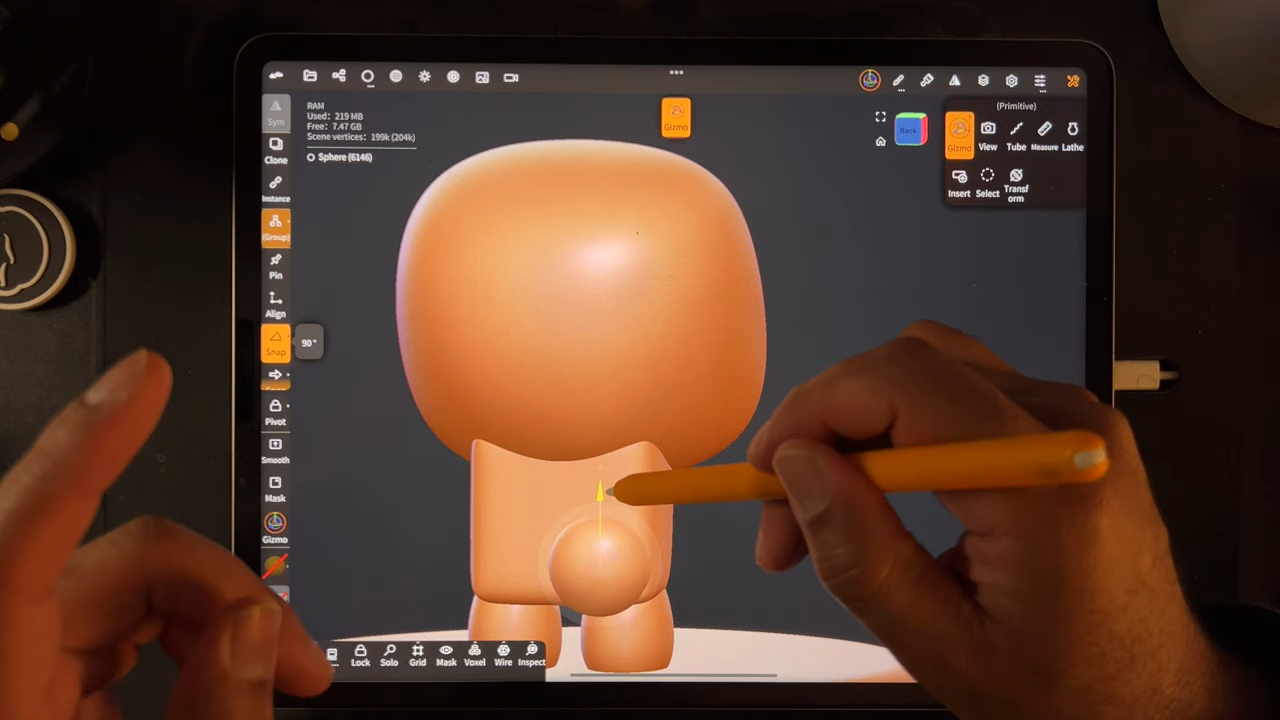 RAM
Used: 219 MB
Free: 7.47 GB
Scene vertices: 199k (204k)
Sphere (6146)
Gizmo
Back
(Primitive)
Gizmo
View
Tube
Measure
Lathe
Insert
Select
Transf
orm
Sym
Clone
Instance
(Group)
Pin
Align
Snap
90°
Pivot
Smooth
Mask
Gizmo
Lock
Solo
Grid
Mask
Voxel
Wire
Inspect